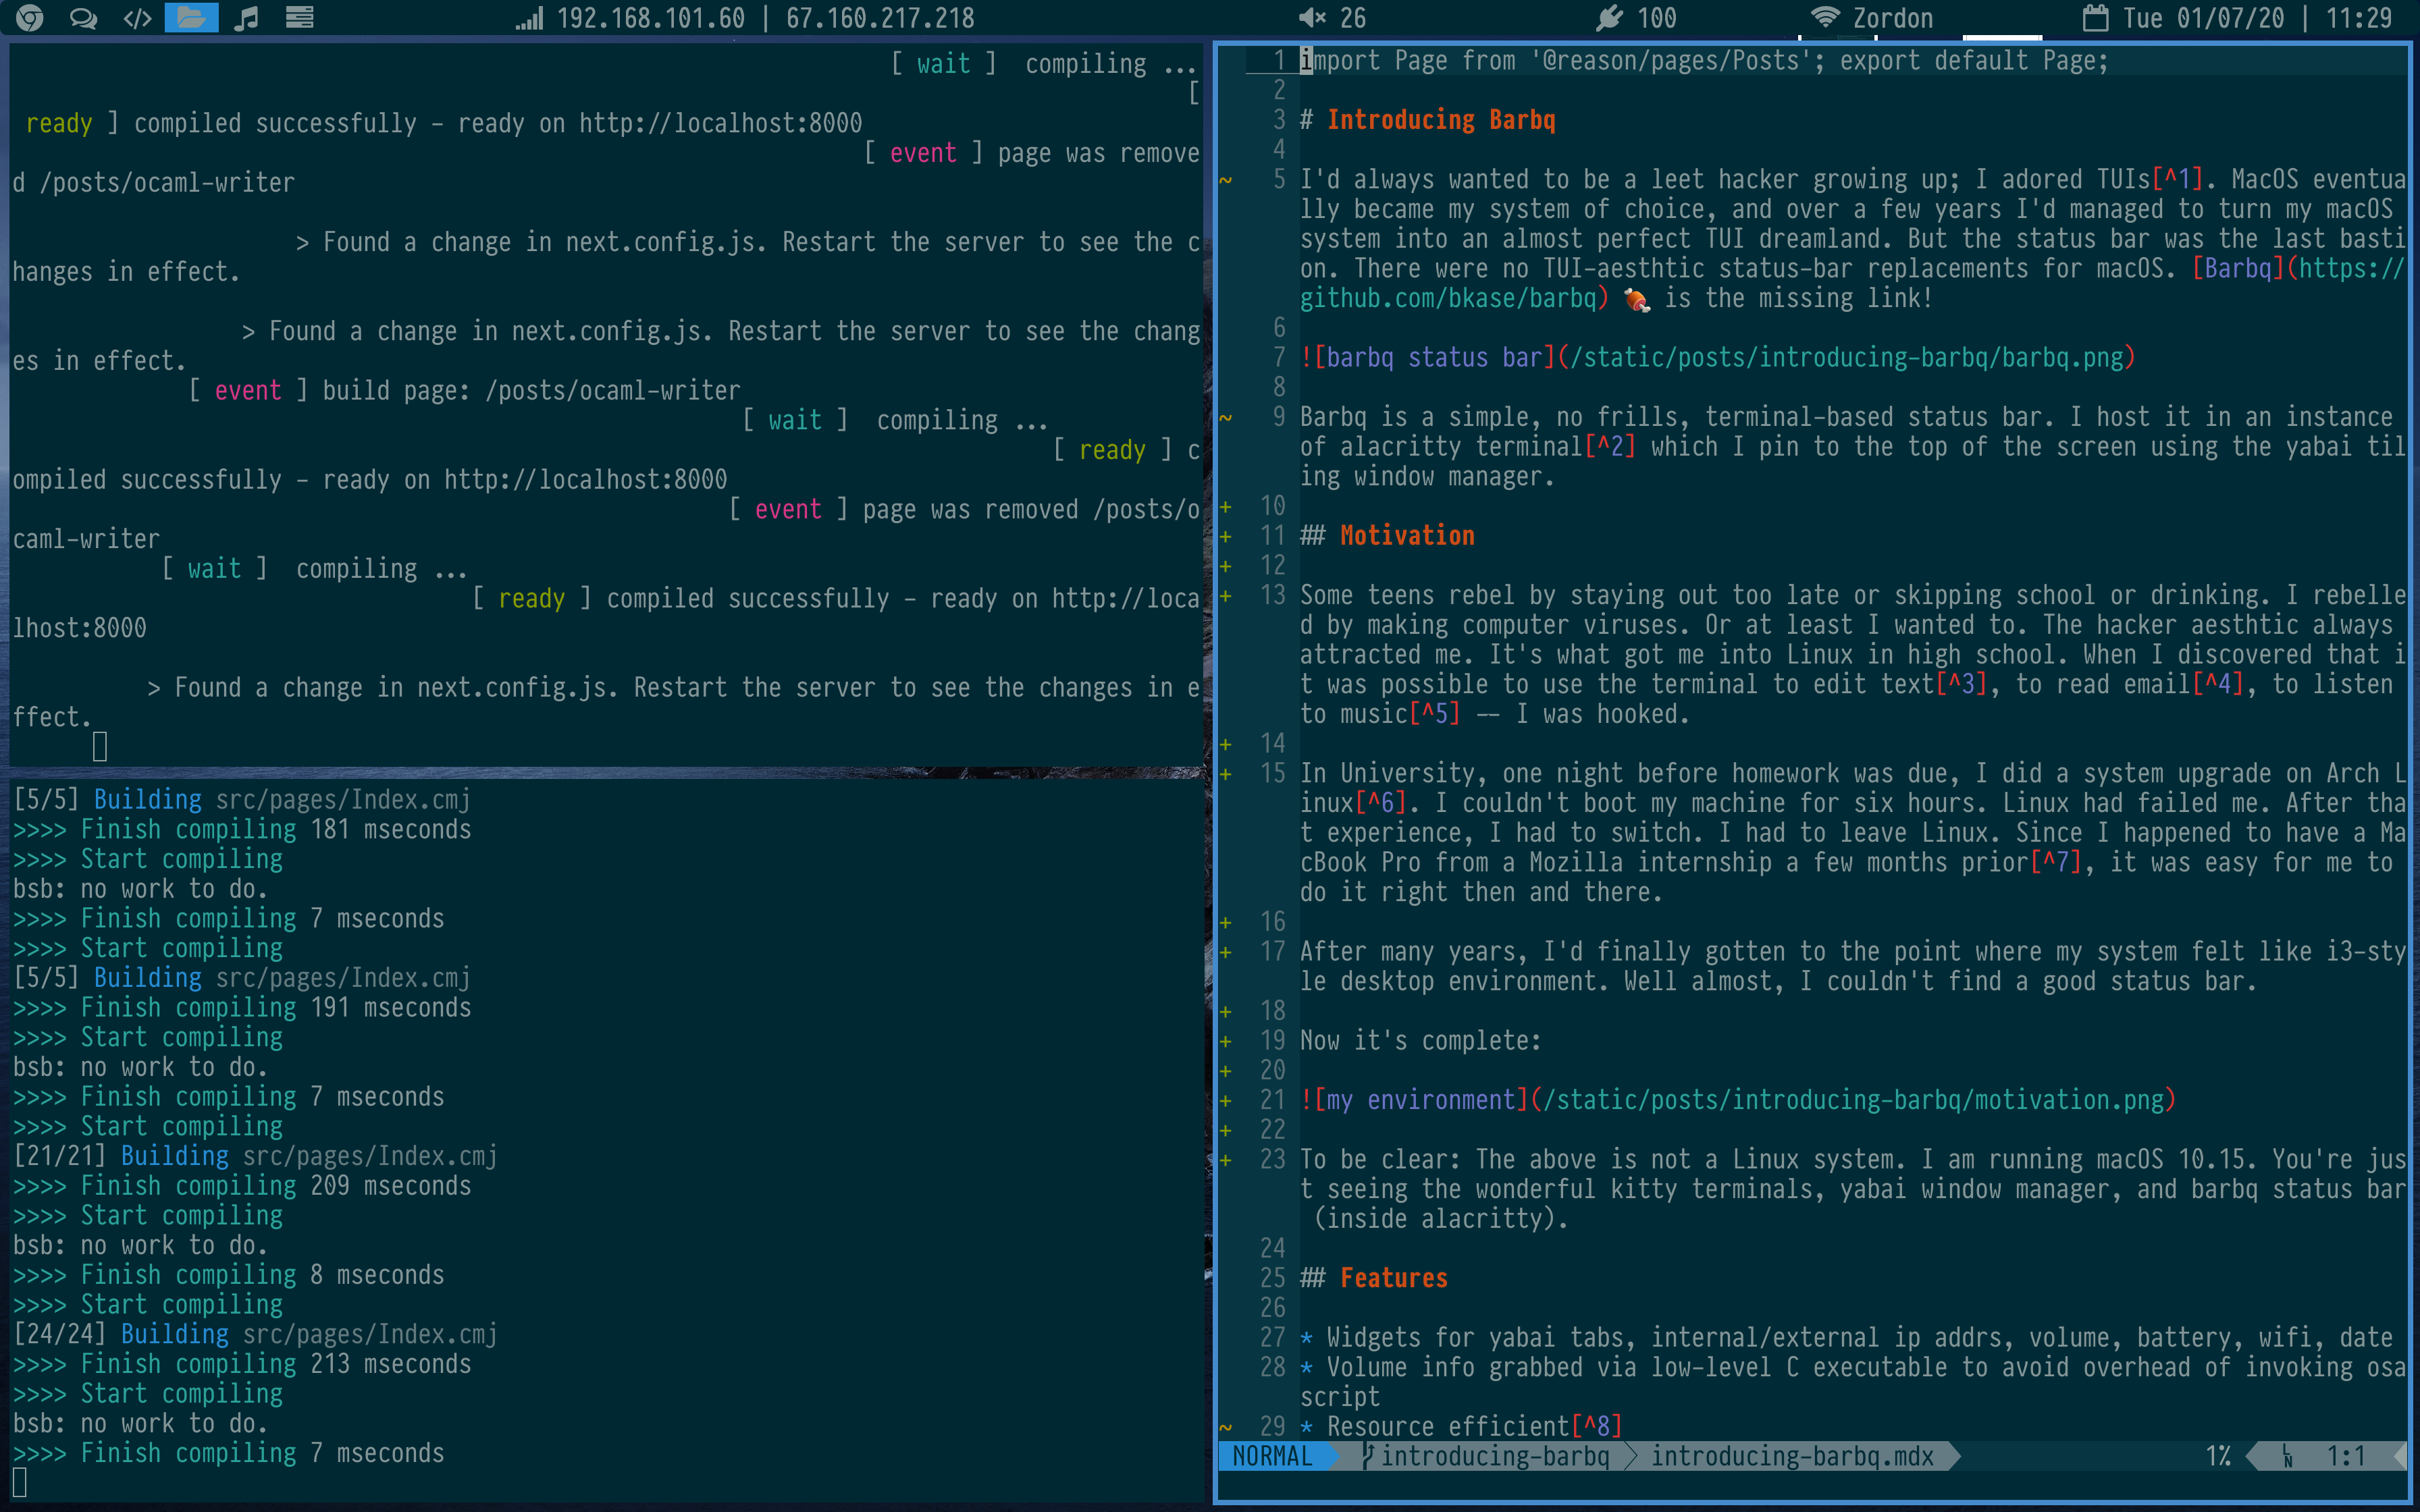 192.168.101.60 | 67.160.217.218
26
100
Zordon
Tue 01/07/20 | 11:29
[ wait ]  compiling ...
[
ready ] compiled successfully - ready on http://localhost:8000
[ event ] page was remove
d /posts/ocaml-writer
> Found a change in next.config.js. Restart the server to see the c
hanges in effect.
> Found a change in next.config.js. Restart the server to see the chang
es in effect.
[ event ] build page: /posts/ocaml-writer
[ wait ]  compiling ...
[ ready ] c
ompiled successfully - ready on http://localhost:8000
[ event ] page was removed /posts/o
caml-writer
[ wait ]  compiling ...
[ ready ] compiled successfully - ready on http://loca
lhost:8000
> Found a change in next.config.js. Restart the server to see the changes in e
ffect.
[5/5] Building src/pages/Index.cmj
>>>> Finish compiling 181 mseconds
>>>> Start compiling
bsb: no work to do.
>>>> Finish compiling 7 mseconds
>>>> Start compiling
[5/5] Building src/pages/Index.cmj
>>>> Finish compiling 191 mseconds
>>>> Start compiling
bsb: no work to do.
>>>> Finish compiling 7 mseconds
>>>> Start compiling
[21/21] Building src/pages/Index.cmj
>>>> Finish compiling 209 mseconds
>>>> Start compiling
bsb: no work to do.
>>>> Finish compiling 8 mseconds
>>>> Start compiling
[24/24] Building src/pages/Index.cmj
>>>> Finish compiling 213 mseconds
>>>> Start compiling
bsb: no work to do.
>>>> Finish compiling 7 mseconds
1 import Page from '@reason/pages/Posts'; export default Page;
2
3 # Introducing Barbq
4
~ 5 I'd always wanted to be a leet hacker growing up; I adored TUIs[^1]. MacOS eventua
lly became my system of choice, and over a few years I'd managed to turn my macOS
system into an almost perfect TUI dreamland. But the status bar was the last basti
on. There were no TUI-aesthtic status-bar replacements for macOS. [Barbq](https://
github.com/bkase/barbq) 🍖 is the missing link!
6
7 ![barbq status bar](/static/posts/introducing-barbq/barbq.png)
8
~ 9 Barbq is a simple, no frills, terminal-based status bar. I host it in an instance
of alacritty terminal[^2] which I pin to the top of the screen using the yabai til
ing window manager.
+ 10
+ 11 ## Motivation
+ 12
+ 13 Some teens rebel by staying out too late or skipping school or drinking. I rebelle
d by making computer viruses. Or at least I wanted to. The hacker aesthtic always
attracted me. It's what got me into Linux in high school. When I discovered that i
t was possible to use the terminal to edit text[^3], to read email[^4], to listen
to music[^5] -- I was hooked.
+ 14
+ 15 In University, one night before homework was due, I did a system upgrade on Arch L
inux[^6]. I couldn't boot my machine for six hours. Linux had failed me. After tha
t experience, I had to switch. I had to leave Linux. Since I happened to have a Ma
cBook Pro from a Mozilla internship a few months prior[^7], it was easy for me to
do it right then and there.
+ 16
+ 17 After many years, I'd finally gotten to the point where my system felt like i3-sty
le desktop environment. Well almost, I couldn't find a good status bar.
+ 18
+ 19 Now it's complete:
+ 20
+ 21 ![my environment](/static/posts/introducing-barbq/motivation.png)
+ 22
+ 23 To be clear: The above is not a Linux system. I am running macOS 10.15. You're jus
t seeing the wonderful kitty terminals, yabai window manager, and barbq status bar
(inside alacritty).
24
25 ## Features
26
27 * Widgets for yabai tabs, internal/external ip addrs, volume, battery, wifi, date
28 * Volume info grabbed via low-level C executable to avoid overhead of invoking osa
script
~ 29 * Resource efficient[^8]
NORMAL introducing-barbq introducing-barbq.mdx 1% LN 1:1